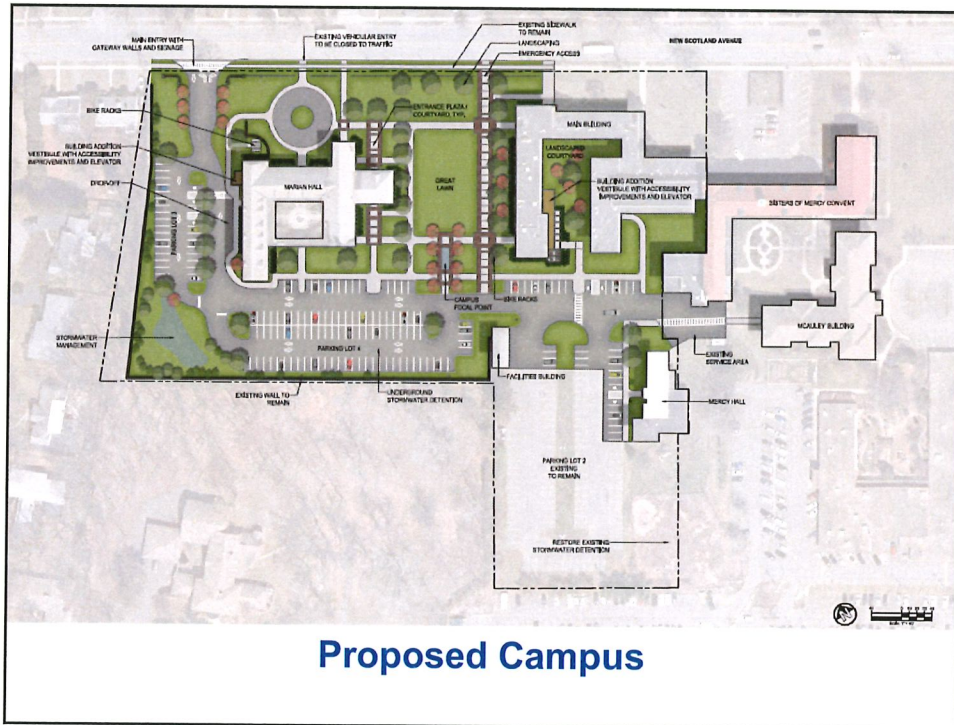 MAIN ENTRY WITH
GATEWAY WALLS AND SIGNAGE
EXISTING VEHICULAR ENTRY
TO BE CLOSED TO TRAFFIC
EXISTING SIDEWALK
TO REMAIN
LANDSCAPING
EMERGENCY ACCESS
NEW SCOTLAND AVENUE
BIKE RACKS
ENTRANCE PLAZA /
COURTYARD, TYP.
MAIN BUILDING
BUILDING ADDITION
VESTIBULE WITH ACCESSIBILITY
IMPROVEMENTS AND ELEVATOR
LANDSCAPED
COURTYARD
DROP-OFF
MARIAN HALL
GREAT
LAWN
BUILDING ADDITION
VESTIBULE WITH ACCESSIBILITY
IMPROVEMENTS AND ELEVATOR
SISTERS OF MERCY CONVENT
PARKING LOT 3
CAMPUS
FOCAL POINT
BIKE RACKS
MCAULEY BUILDING
STORMWATER
MANAGEMENT
PARKING LOT 4
EXISTING
SERVICE AREA
FACILITIES BUILDING
EXISTING WALL TO
REMAIN
UNDERGROUND
STORMWATER DETENTION
MERCY HALL
PARKING LOT 2
EXISTING
TO REMAIN
RESTORE EXISTING
STORMWATER DETENTION
Proposed Campus